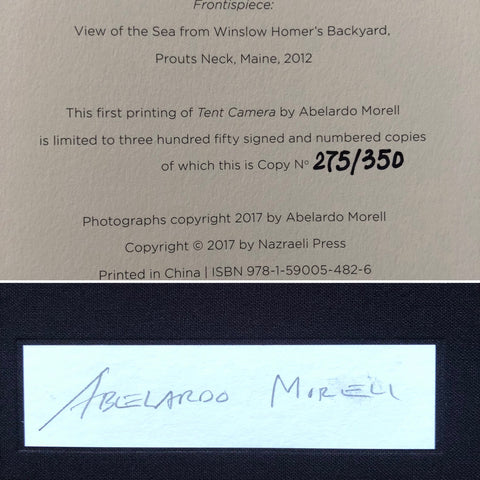 Frontispiece:
View of the Sea from Winslow Homer's Backyard,
Prouts Neck, Maine, 2012
This first printing of Tent Camera by Abelardo Morell
is limited to three hundred fifty signed and numbered copies
of which this is Copy Nº 275/350
Photographs copyright 2017 by Abelardo Morell
Copyright © 2017 by Nazraeli Press
Printed in China | ISBN 978-1-59005-482-6
ABELARDO MORELL